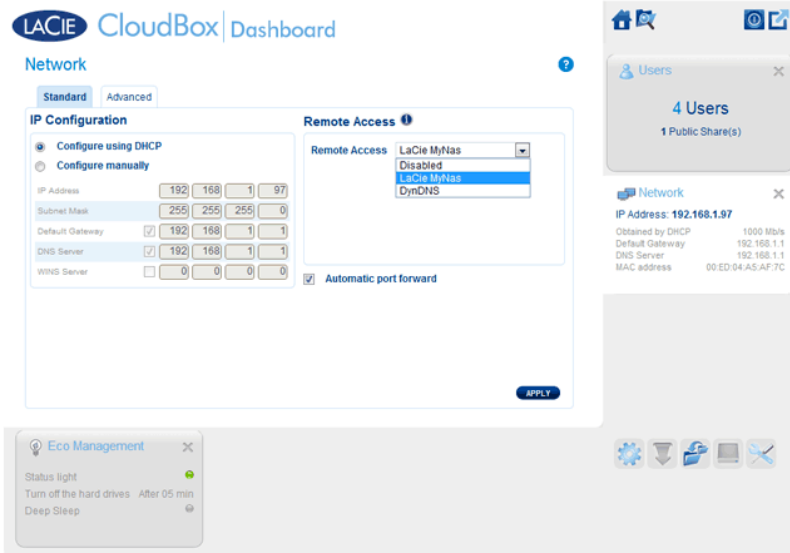 LACIE CloudBox Dashboard
Network
?
Standard Advanced
IP Configuration
Configure using DHCP
Configure manually
IP Address 192 168 1 97
Subnet Mask 255 255 255 0
Default Gateway 192 168 1 1
DNS Server 192 168 1 1
WINS Server 0 0 0 0
Remote Access
Remote Access LaCie MyNas
Disabled
LaCie MyNas
DynDNS
Automatic port forward
APPLY
Users
4 Users
1 Public Share(s)
Network
IP Address: 192.168.1.97
Obtained by DHCP 1000 Mb/s
Default Gateway 192.168.1.1
DNS Server 192.168.1.1
MAC address 00:ED:04:A5:AF:7C
Eco Management
Status light
Turn off the hard drives After 05 min
Deep Sleep